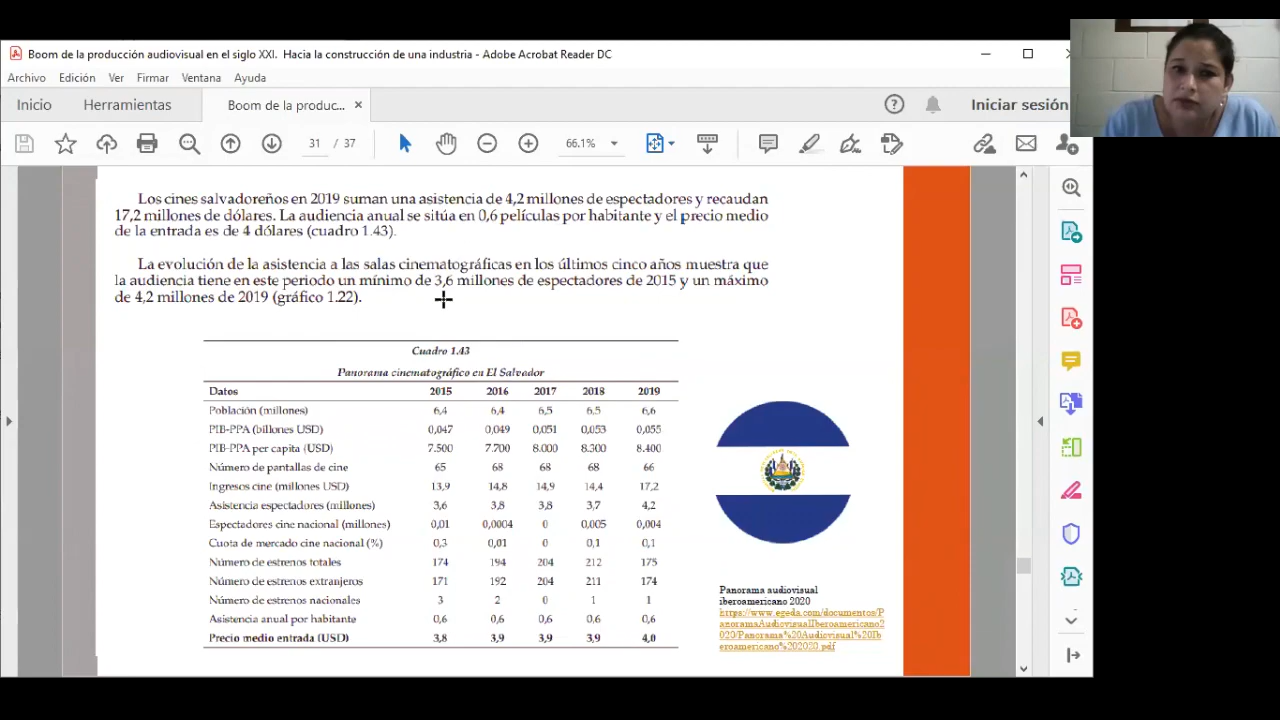 Boom de la producción audiovisual en el siglo XXI. Hacia la construcción de una industria - Adobe Acrobat Reader DC
Archivo Edición Ver Firmar Ventana Ayuda
Inicio Herramientas Boom de la produc... Iniciar sesión
31 / 37 66.1%
Los cines salvadoreños en 2019 suman una asistencia de 4,2 millones de espectadores y recaudan
17,2 millones de dólares. La audiencia anual se sitúa en 0,6 películas por habitante y el precio medio
de la entrada es de 4 dólares (cuadro 1.43).
La evolución de la asistencia a las salas cinematográficas en los últimos cinco años muestra que
la audiencia tiene en este periodo un mínimo de 3,6 millones de espectadores de 2015 y un máximo
de 4,2 millones de 2019 (gráfico 1.22).
Cuadro 1.43
Panorama cinematográfico en El Salvador
Datos 2015 2016 2017 2018 2019
Población (millones) 6,4 6,4 6,5 6,5 6,6
PIB-PPA (billones USD) 0,047 0,049 0,051 0,053 0,055
PIB-PPA per capita (USD) 7.500 7.700 8.000 8.300 8.400
Número de pantallas de cine 65 68 68 68 66
Ingresos cine (millones USD) 13,9 14,8 14,9 14,4 17,2
Asistencia espectadores (millones) 3,6 3,8 3,8 3,7 4,2
Espectadores cine nacional (millones) 0,01 0,0004 0 0,005 0,004
Cuota de mercado cine nacional (%) 0,3 0,01 0 0,1 0,1
Número de estrenos totales 174 194 204 212 175
Número de estrenos extranjeros 171 192 204 211 174
Número de estrenos nacionales 3 2 0 1 1
Asistencia anual por habitante 0,6 0,6 0,6 0,6 0,6
Precio medio entrada (USD) 3,8 3,9 3,9 3,9 4,0
Panorama audiovisual
iberoamericano 2020
https://www.egeda.com/documentos/P
anoramaAudiovisualIberoamericano2
020/Panorama%20Audiovisual%20Ib
eroamericano%202020.pdf